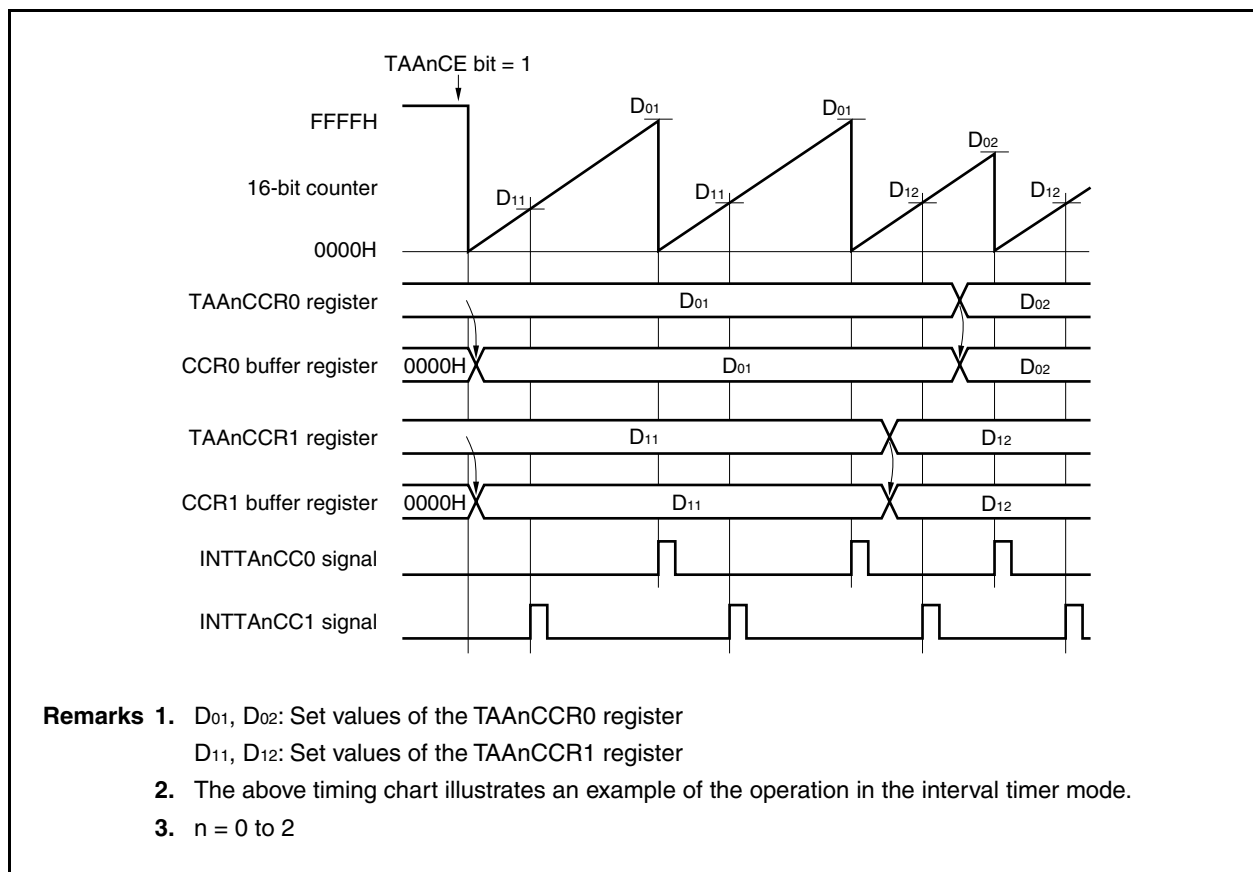 TAAnCE bit = 1
D01
D01
FFFFH
D02
16-bit counter
D11
D11
D12
D12
0000H
TAAnCCR0 register
D01
D02
CCR0 buffer register
0000H
D01
D02
TAAnCCR1 register
D11
D12
CCR1 buffer register
0000H
D11
D12
INTTAnCC0 signal
INTTAnCC1 signal
Remarks 1. D01, D02: Set values of the TAAnCCR0 register
D11, D12: Set values of the TAAnCCR1 register
2. The above timing chart illustrates an example of the operation in the interval timer mode.
3. n = 0 to 2